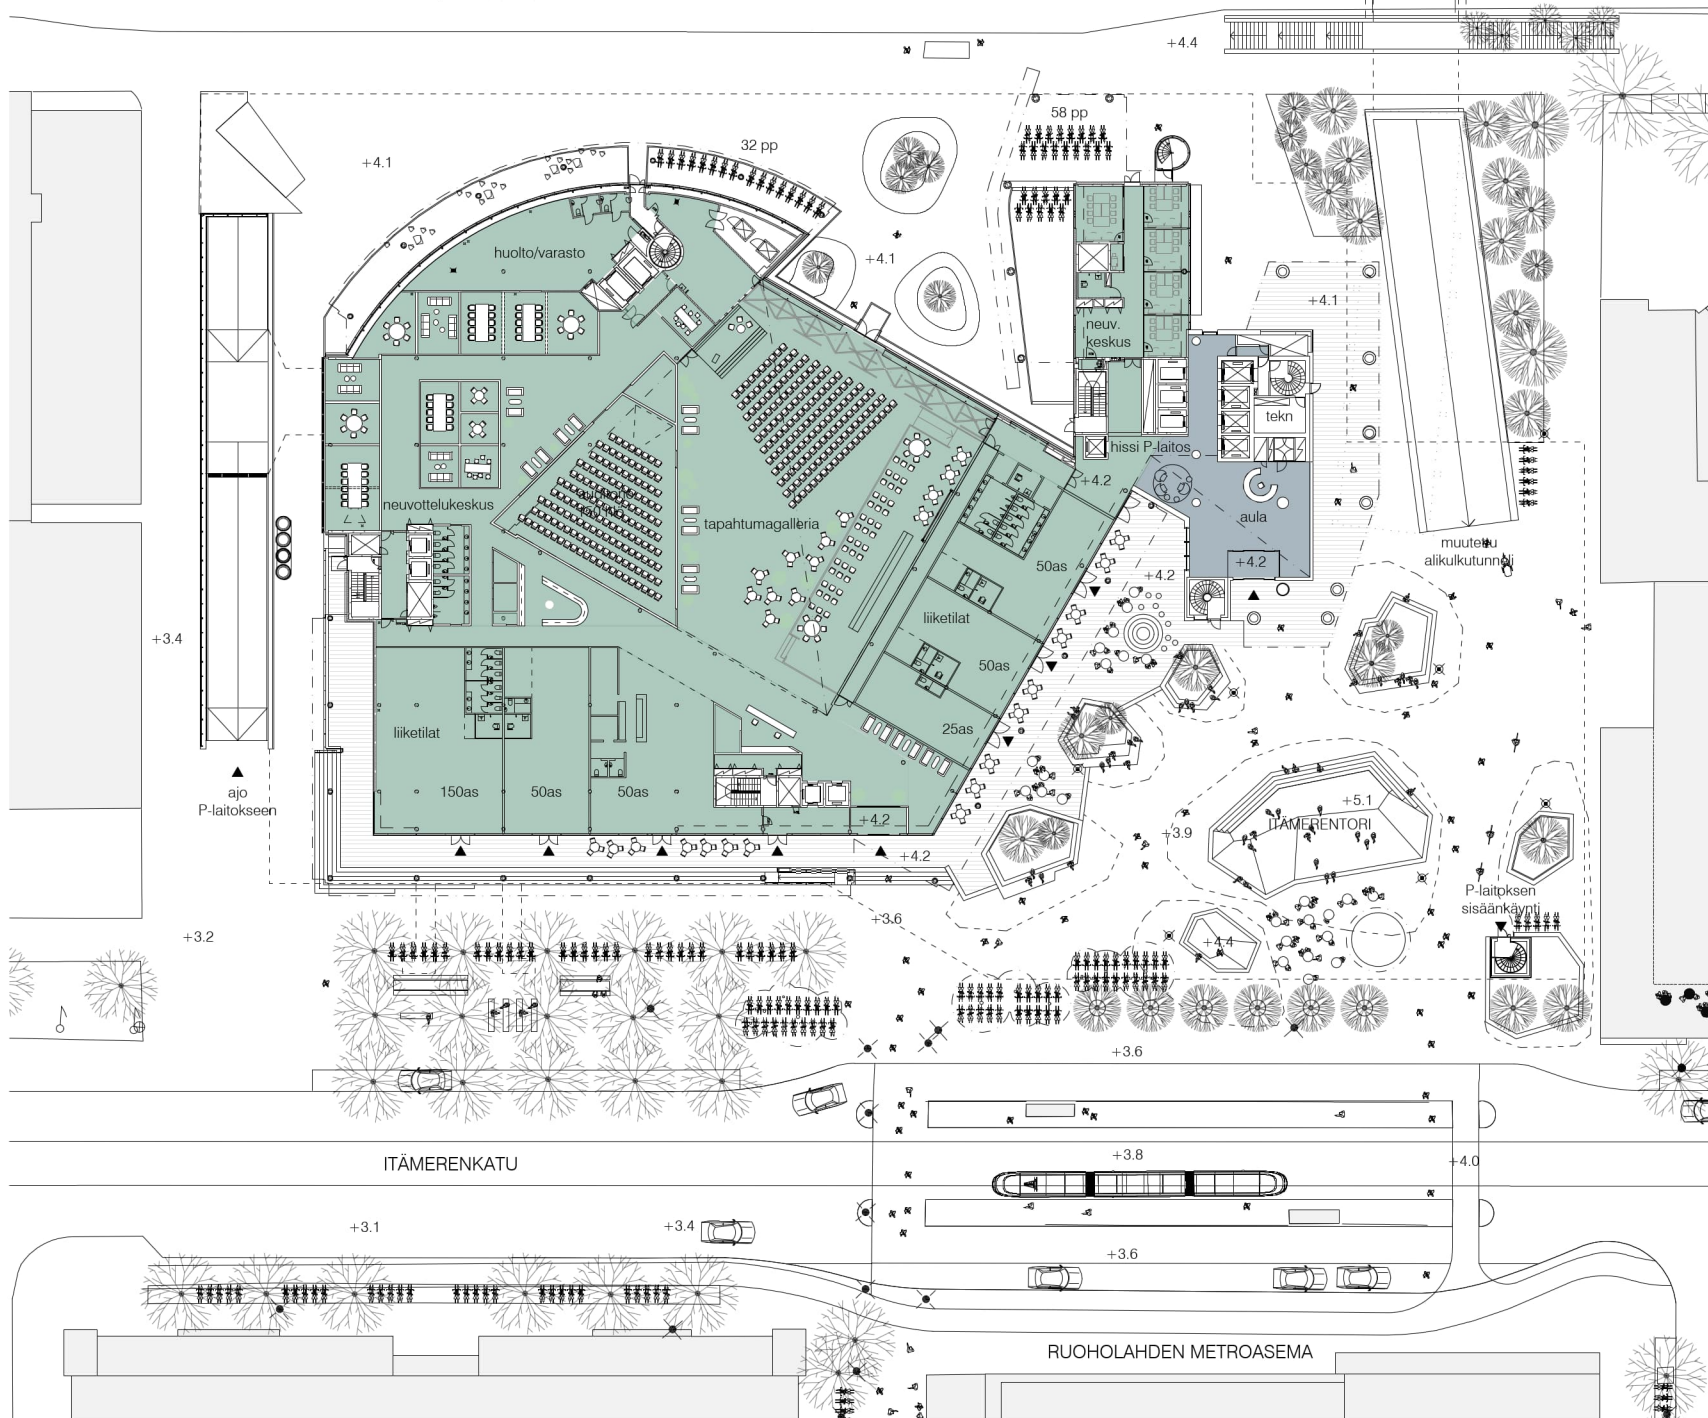 +4.4
58 pp
32 pp
+4.1
huolto/varasto
+4.1
+4.1
neuv.
keskus
tekn
hissi P-laitos
+4.2
neuvottelukeskus
tapahtumagalleria
aula
muutettu
alikulkutunneli
50as
+4.2
+4.2
liiketilat
+3.4
50as
25as
liiketilat
ajo
P-laitokseen
150as
50as
50as
+4.2
+5.1
ITÄMERENTORI
+3.9
+4.2
P-laitoksen
sisäänkäynti
+3.6
+3.2
+4.4
+3.6
ITÄMERENKATU
+3.8
+4.0
+3.1
+3.4
+3.6
RUOHOLAHDEN METROASEMA